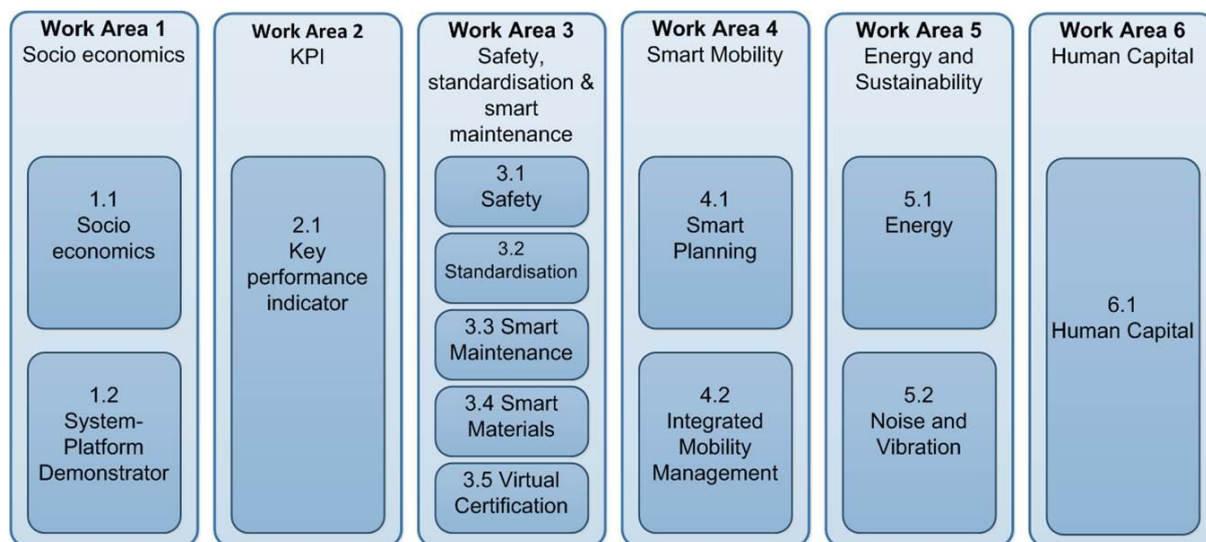 Work Area 1
Socio economics
1.1
Socio
economics
1.2
System-
Platform
Demonstrator
Work Area 2
KPI
2.1
Key
performance
indicator
Work Area 3
Safety,
standardisation &
smart
maintenance
3.1
Safety
3.2
Standardisation
3.3 Smart
Maintenance
3.4 Smart
Materials
3.5 Virtual
Certification
Work Area 4
Smart Mobility
4.1
Smart
Planning
4.2
Integrated
Mobility
Management
Work Area 5
Energy and
Sustainability
5.1
Energy
5.2
Noise and
Vibration
Work Area 6
Human Capital
6.1
Human Capital